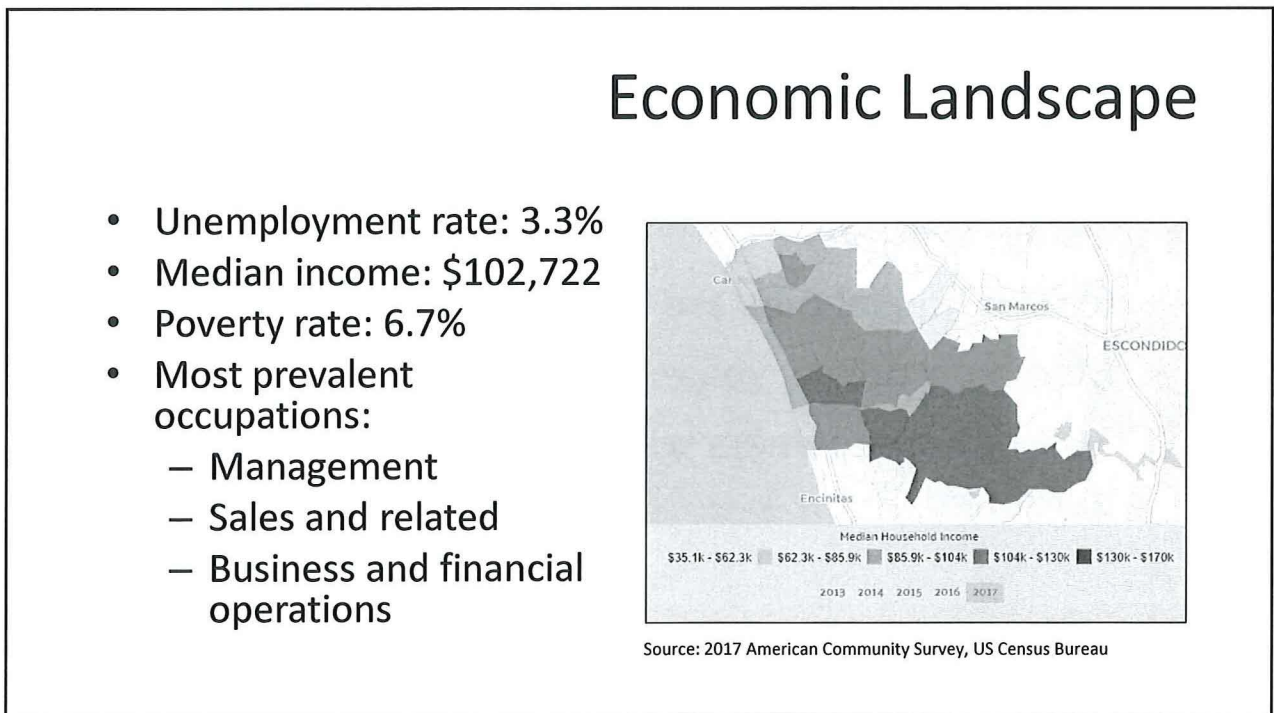 Economic Landscape
• Unemployment rate: 3.3%
• Median income: $102,722
• Poverty rate: 6.7%
• Most prevalent
occupations:
– Management
– Sales and related
– Business and financial
operations
Car
San Marcos
ESCONDIDO
Encinitas
Median Household Income
$35.1k - $62.3k $62.3k - $85.9k $85.9k - $104k $104k - $130k $130k - $170k
2013 2014 2015 2016 2017
Source: 2017 American Community Survey, US Census Bureau